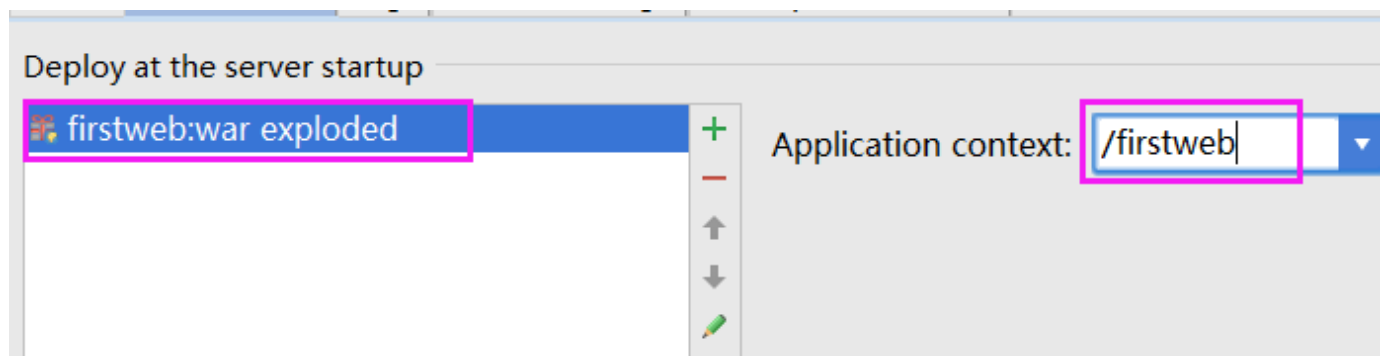 Deploy at the server startup
firstweb:war exploded
Application context: /firstweb